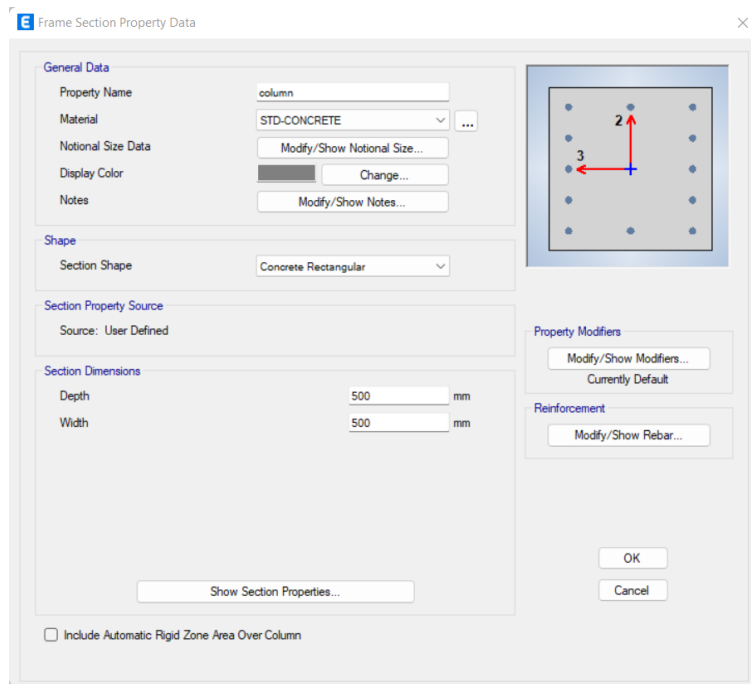 E Frame Section Property Data
General Data
Property Name column
Material STD-CONCRETE ...
Notional Size Data Modify/Show Notional Size...
Display Color Change...
Notes Modify/Show Notes...
2
3
Shape
Section Shape Concrete Rectangular
Section Property Source
Source: User Defined
Property Modifiers
Modify/Show Modifiers...
Currently Default
Section Dimensions
Depth 500 mm
Width 500 mm
Reinforcement
Modify/Show Rebar...
OK
Show Section Properties... Cancel
Include Automatic Rigid Zone Area Over Column